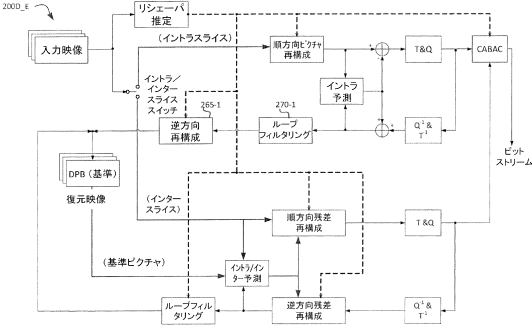 200D_E
入力映像
リシェーパ
推定
(イントラスライス)
順方向ピクチャ
再構成
T&Q
CABAC
イントラ/
インター
スライス
スイッチ
イントラ
予測
265-1
逆方向
再構成
270-1
ループ
フィルタリング
Q⁻¹ &
T⁻¹
ビット
ストリーム
DPB (基準)
復元映像
(インター
スライス)
順方向残差
再構成
T &Q
(基準ピクチャ)
イントラ/イン
ター予測
ループフィル
タリング
逆方向残差
再構成
Q⁻¹ &
T⁻¹